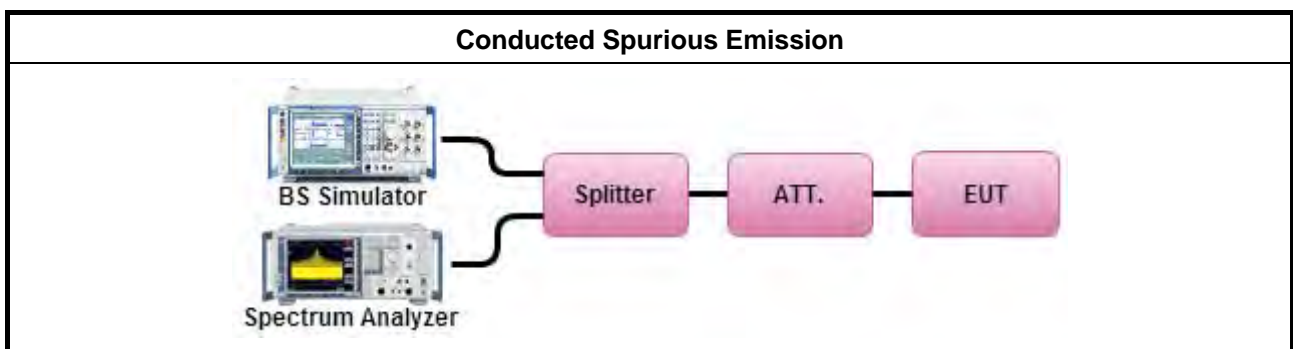 Conducted Spurious Emission
BS Simulator
Splitter
ATT.
EUT
Spectrum Analyzer